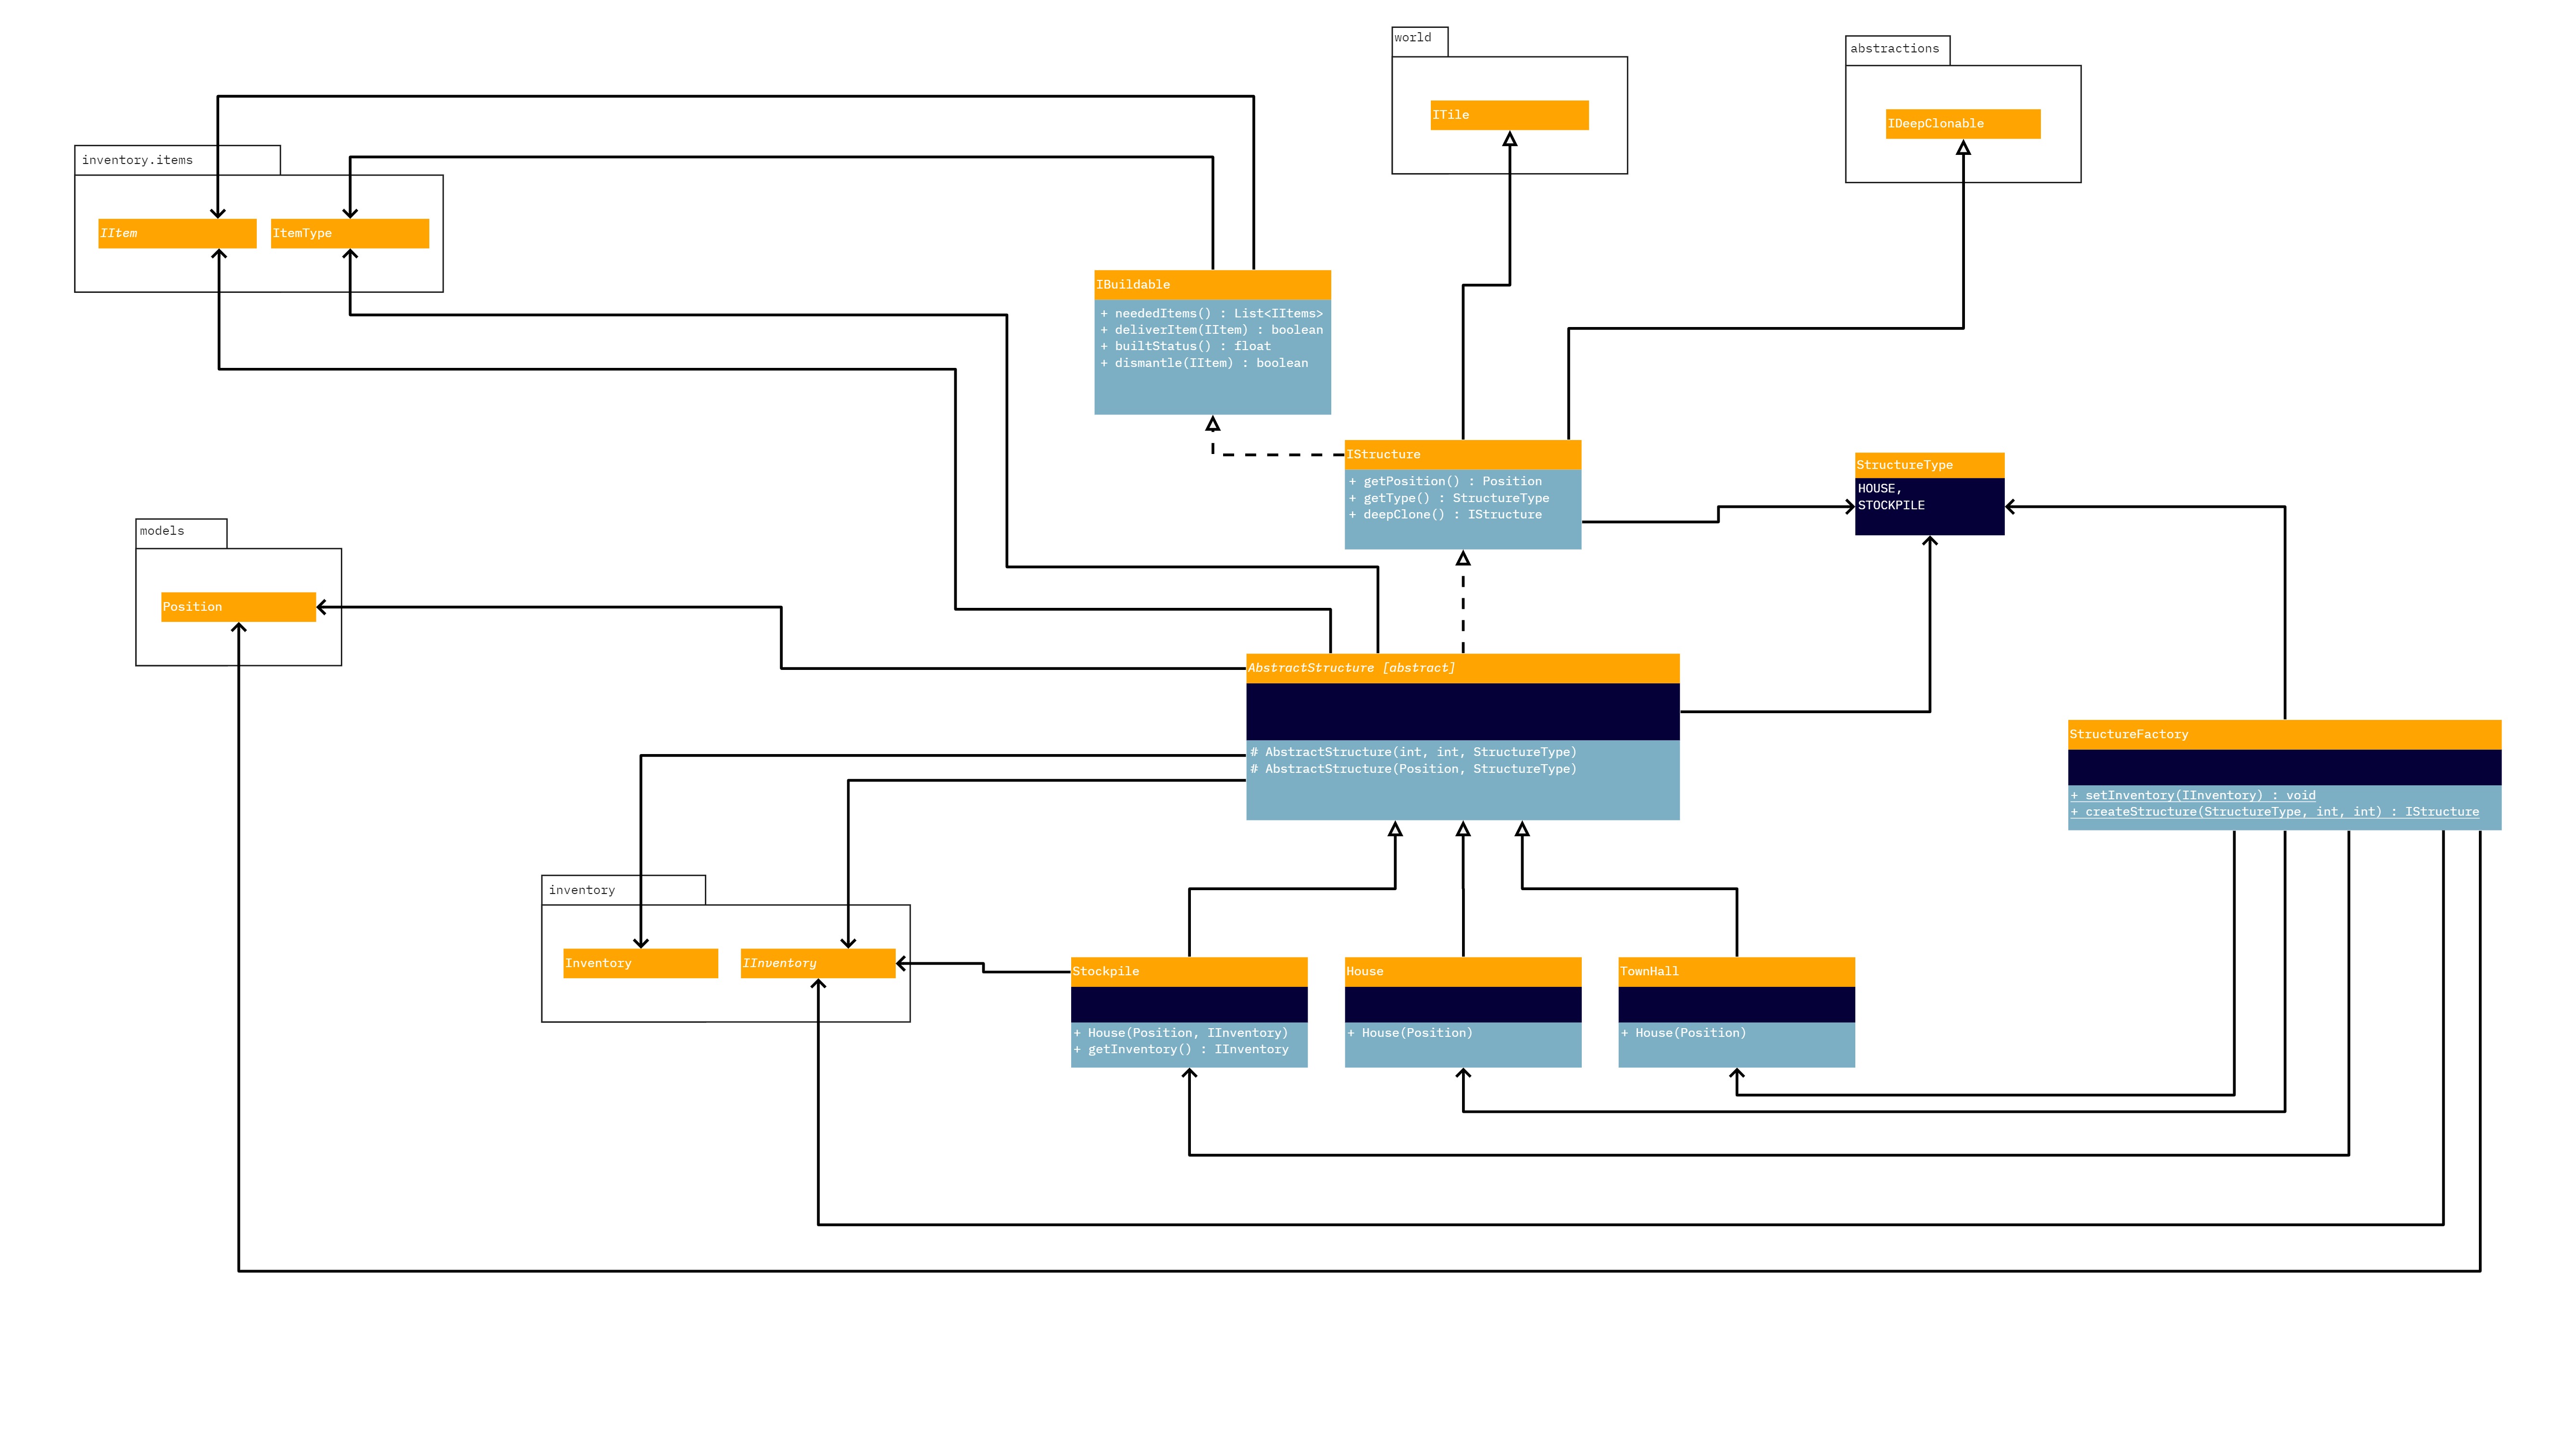 world
abstractions
ITile
IDeepClonable
inventory.items
IItem
ItemType
IBuildable
+ neededItems() : List<IItems>
+ deliverItem(IItem) : boolean
+ builtStatus() : float
+ dismantle(IItem) : boolean
IStructure
+ getPosition() : Position
+ getType() : StructureType
+ deepClone() : IStructure
StructureType
HOUSE,
STOCKPILE
models
Position
AbstractStructure [abstract]
# AbstractStructure(int, int, StructureType)
# AbstractStructure(Position, StructureType)
StructureFactory
+ setInventory(IInventory) : void
+ createStructure(StructureType, int, int) : IStructure
inventory
Inventory
IInventory
Stockpile
+ House(Position, IInventory)
+ getInventory() : IInventory
House
+ House(Position)
TownHall
+ House(Position)